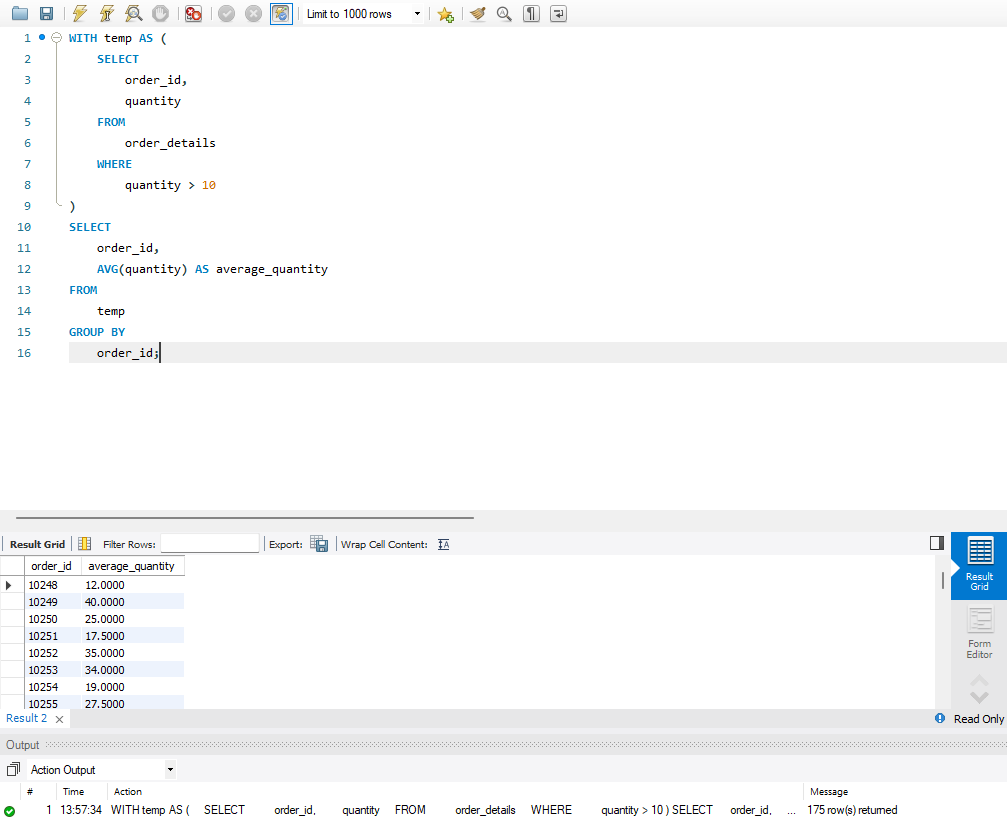 Limit to 1000 rows
1 WITH temp AS (
2 SELECT
3 order_id,
4 quantity
5 FROM
6 order_details
7 WHERE
8 quantity > 10
9 )
10 SELECT
11 order_id,
12 AVG(quantity) AS average_quantity
13 FROM
14 temp
15 GROUP BY
16 order_id;
Result Grid Filter Rows: Export: Wrap Cell Content:
order_id average_quantity
10248 12.0000
10249 40.0000
10250 25.0000
10251 17.5000
10252 35.0000
10253 34.0000
10254 19.0000
10255 27.5000
Result
Grid
Form
Editor
Result 2 Read Only
Output
Action Output
# Time Action Message
1 13:57:34 WITH temp AS ( SELECT order_id, quantity FROM order_details WHERE quantity > 10 ) SELECT order_id, ... 175 row(s) returned